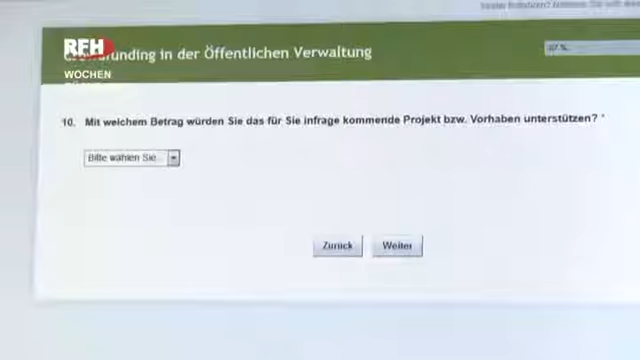 RFH
WOCHEN
funding in der Öffentlichen Verwaltung
10. Mit welchem Betrag würden Sie das für Sie infrage kommende Projekt bzw. Vorhaben unterstützen? *
Bitte wählen Sie
Zurück
Weiter